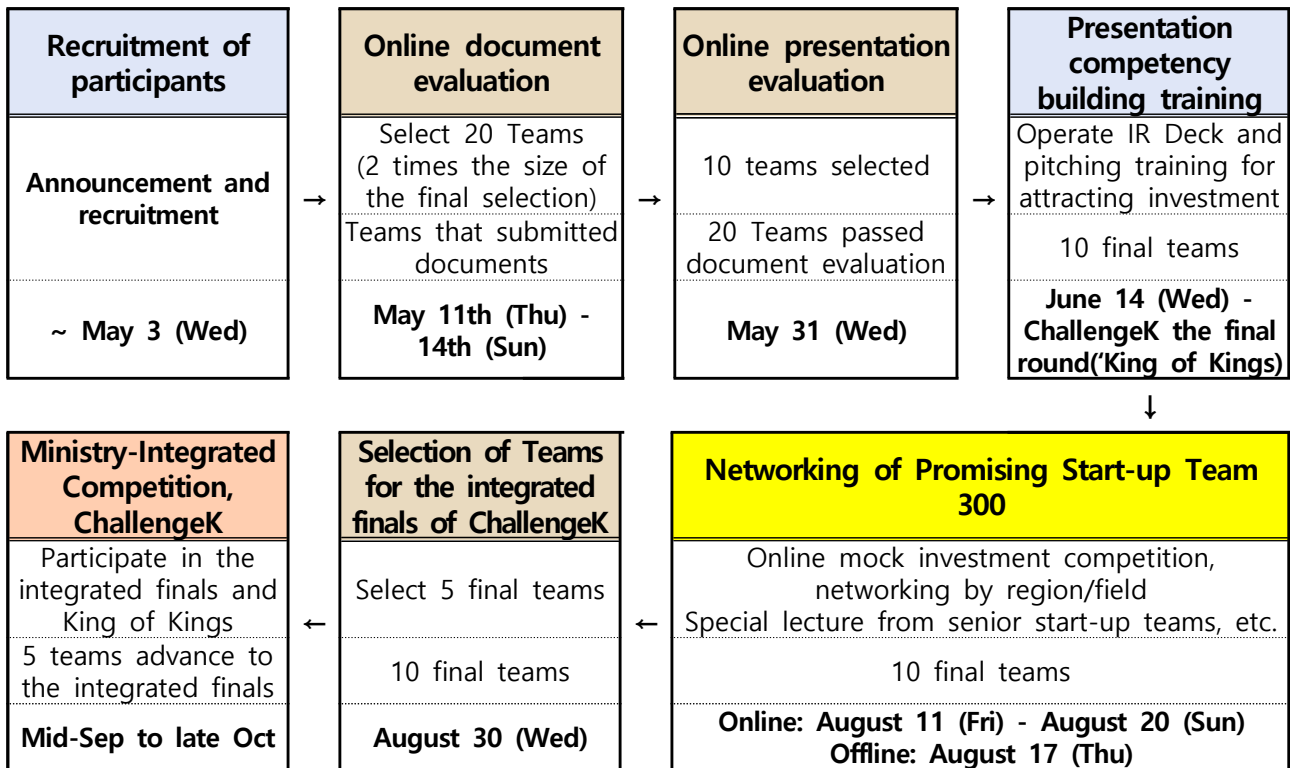 Recruitment of
participants
Announcement and
recruitment
~ May 3 (Wed)
→
Online document
evaluation
Select 20 Teams
(2 times the size of
the final selection)
Teams that submitted
documents
May 11th (Thu) -
14th (Sun)
→
Online presentation
evaluation
10 teams selected
20 Teams passed
document evaluation
May 31 (Wed)
→
Presentation
competency
building training
Operate IR Deck and
pitching training for
attracting investment
10 final teams
June 14 (Wed) -
ChallengeK the final
round('King of Kings)
↓
Networking of Promising Start-up Team
300
Online mock investment competition,
networking by region/field
Special lecture from senior start-up teams, etc.
10 final teams
Online: August 11 (Fri) - August 20 (Sun)
Offline: August 17 (Thu)
←
Selection of Teams
for the integrated
finals of ChallengeK
Select 5 final teams
10 final teams
August 30 (Wed)
←
Ministry-Integrated
Competition,
ChallengeK
Participate in the
integrated finals and
King of Kings
5 teams advance to
the integrated finals
Mid-Sep to late Oct